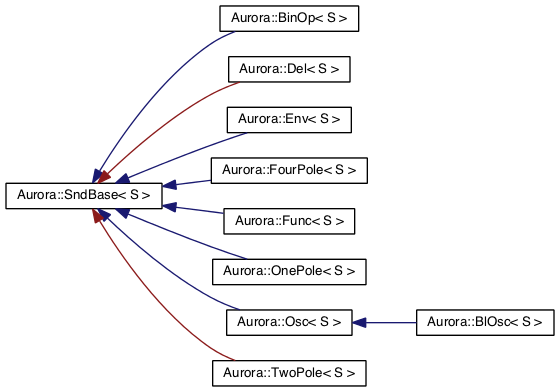 Aurora::BinOp< S >
Aurora::Del< S >
Aurora::Env< S >
Aurora::FourPole< S >
Aurora::SndBase< S >
Aurora::Func< S >
Aurora::OnePole< S >
Aurora::Osc< S >
Aurora::BlOsc< S >
Aurora::TwoPole< S >